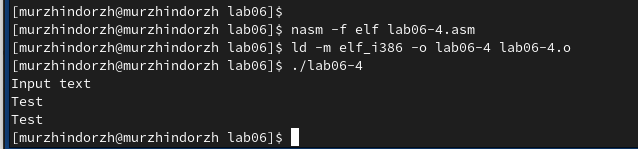 [murzhindorzh@murzhindorzh lab06]$
[murzhindorzh@murzhindorzh lab06]$ nasm -f elf lab06-4.asm
[murzhindorzh@murzhindorzh lab06]$ ld -m elf_i386 -o lab06-4 lab06-4.o
[murzhindorzh@murzhindorzh lab06]$ ./lab06-4
Input text
Test
Test
[murzhindorzh@murzhindorzh lab06]$